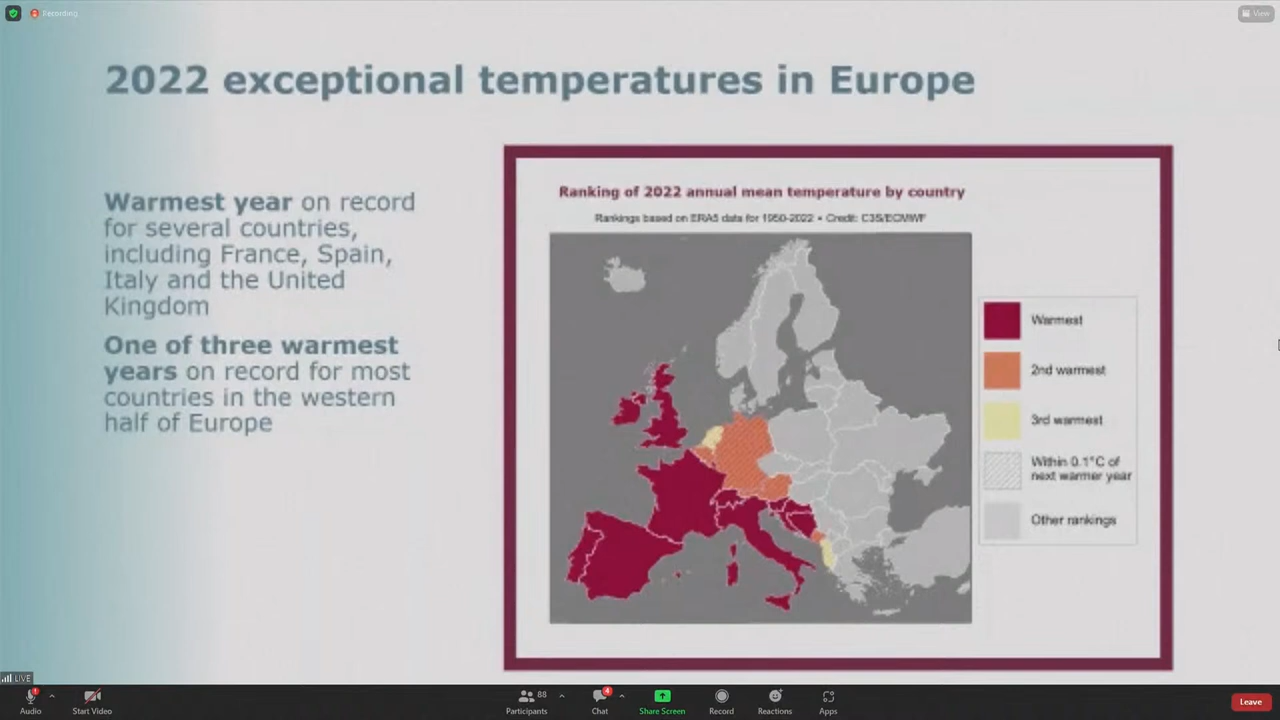 Recording
View
2022 exceptional temperatures in Europe
Warmest year on record
for several countries,
including France, Spain,
Italy and the United
Kingdom
One of three warmest
years on record for most
countries in the western
half of Europe
Ranking of 2022 annual mean temperature by country
Rankings based on ERA5 data for 1950-2022 • Credit: C3S/ECMWF
Warmest
2nd warmest
3rd warmest
Within 0.1°C of
next warmer year
Other rankings
LIVE
Audio
Start Video
Participants
88
Chat
4
Share Screen
Record
Reactions
Apps
Leave